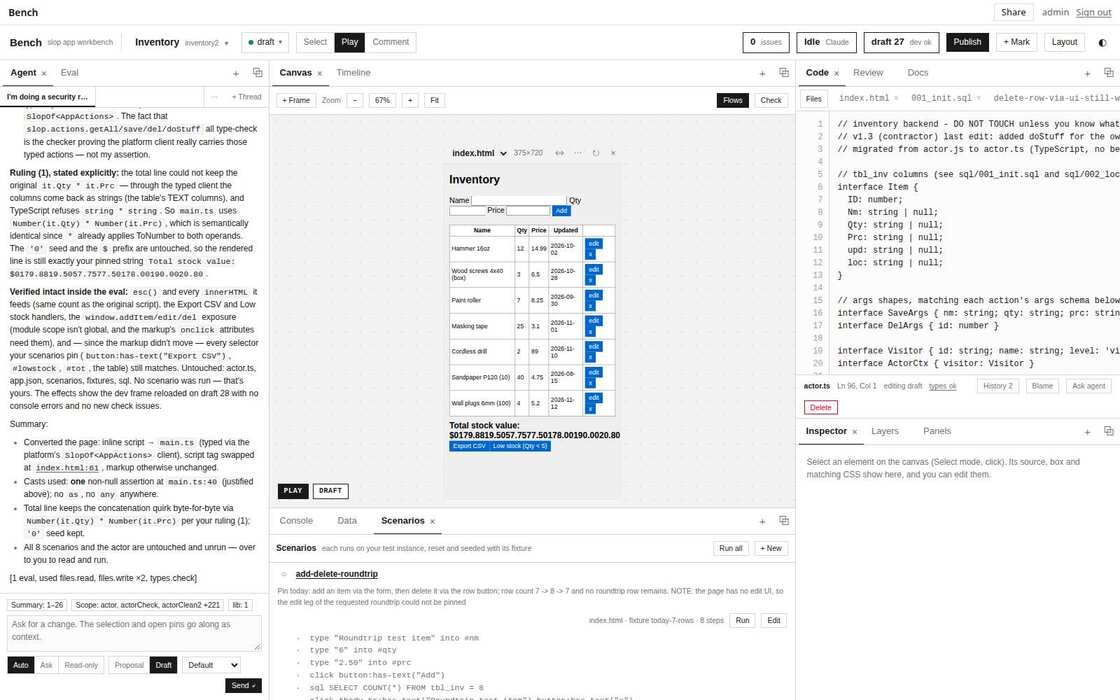 Bench
Share admin Sign out
Bench slop app workbench Inventory inventory2 ▾ draft ▾ Select Play Comment 0 issues Idle Claude draft 27 dev ok Publish + Mark Layout
Agent × Eval +
I'm doing a security r… ··· + Thread
SlopOf<AppActions> . The fact that
slop.actions.getAll/save/del/doStuff all type-check
is the checker proving the platform client really carries those
typed actions — not my assertion.
Ruling (1), stated explicitly: the total line could not keep the
original it.Qty * it.Prc — through the typed client the
columns come back as strings (the table's TEXT columns), and
TypeScript refuses string * string . So main.ts uses
Number(it.Qty) * Number(it.Prc) , which is semantically
identical since * already applies ToNumber to both operands.
The '0' seed and the $ prefix are untouched, so the rendered
line is still exactly your pinned string Total stock value:
$0179.8819.5057.7577.50178.00190.0020.80 .
Verified intact inside the eval: esc() and every innerHTML it
feeds (same count as the original script), the Export CSV and Low
stock handlers, the window.addItem/edit/del exposure
(module scope isn't global, and the markup's onclick attributes
need them), and — since the markup didn't move — every selector
your scenarios pin ( button:has-text("Export CSV") ,
#lowstock , #tot , the table) still matches. Untouched: actor.ts,
app.json, scenarios, fixtures, sql. No scenario was run — that's
yours. The effects show the dev frame reloaded on draft 28 with no
console errors and no new check issues.
Summary:
• Converted the page: inline script → main.ts (typed via the
platform's SlopOf<AppActions> client), script tag swapped
at index.html:61 , markup otherwise unchanged.
• Casts used: one non-null assertion at main.ts:40 (justified
above); no as , no any anywhere.
• Total line keeps the concatenation quirk byte-for-byte via
Number(it.Qty) * Number(it.Prc) per your ruling (1);
'0' seed kept.
• All 8 scenarios and the actor are untouched and unrun — over
to you to read and run.
[1 eval, used files.read, files.write ×2, types.check]
Summary: 1–26 Scope: actor, actorCheck, actorClean2 +221 lib: 1
Ask for a change. The selection and open pins go along as
context.
Auto Ask Read-only Proposal Draft Default
Send
Canvas × Timeline +
+ Frame Zoom − 67% + Fit Flows Check
index.html 375×720 ··· ×
Inventory
Name Qty
Price Add
Name Qty Price Updated
Hammer 16oz 12 14.99 2026-10-02 edit x
Wood screws 4x40 (box) 3 6.5 2026-10-28 edit x
Paint roller 7 8.25 2026-09-30 edit x
Masking tape 25 3.1 2026-11-01 edit x
Cordless drill 2 89 2026-11-10 edit x
Sandpaper P120 (10) 40 4.75 2026-08-15 edit x
Wall plugs 6mm (100) 4 5.2 2026-11-12 edit x
Total stock value:
$0179.8819.5057.7577.50178.00190.0020.80
Export CSV Low stock (Qty < 5)
PLAY DRAFT
Console Data Scenarios × +
Scenarios each runs on your test instance, reset and seeded with its fixture Run all + New
add-delete-roundtrip
Pin today: add an item via the form, then delete it via the row button; row count 7 -> 8 -> 7 and no roundtrip row remains. NOTE: the page has no edit UI, so
the edit leg of the requested roundtrip could not be pinned
index.html · fixture today-7-rows · 8 steps Run Edit
· type "Roundtrip test item" into #nm
· type "6" into #qty
· type "2.50" into #prc
· click button:has-text("Add")
· sql SELECT COUNT(*) FROM tbl_inv = 8
Code × Review Docs +
Files index.html 001_init.sql delete-row-via-ui-still-w
1 // inventory backend - DO NOT TOUCH unless you know what
2 // v1.3 (contractor) last edit: added doStuff for the ow
3 // migrated from actor.js to actor.ts (TypeScript, no be
4
5 // tbl_inv columns (see sql/001_init.sql and sql/002_loc
6 interface Item {
7 ID: number;
8 Nm: string | null;
9 Qty: string | null;
10 Prc: string | null;
11 upd: string | null;
12 loc: string | null;
13 }
14
15 // args shapes, matching each action's args schema below
16 interface SaveArgs { nm: string; qty: string; prc: strin
17 interface DelArgs { id: number }
18
19 interface Visitor { id: string; name: string; level: 'vi
20 interface ActorCtx { visitor: Visitor }
actor.ts Ln 96, Col 1 editing draft types ok History 2 Blame Ask agent
Delete
Inspector × Layers Panels +
Select an element on the canvas (Select mode, click). Its source, box and
matching CSS show here, and you can edit them.